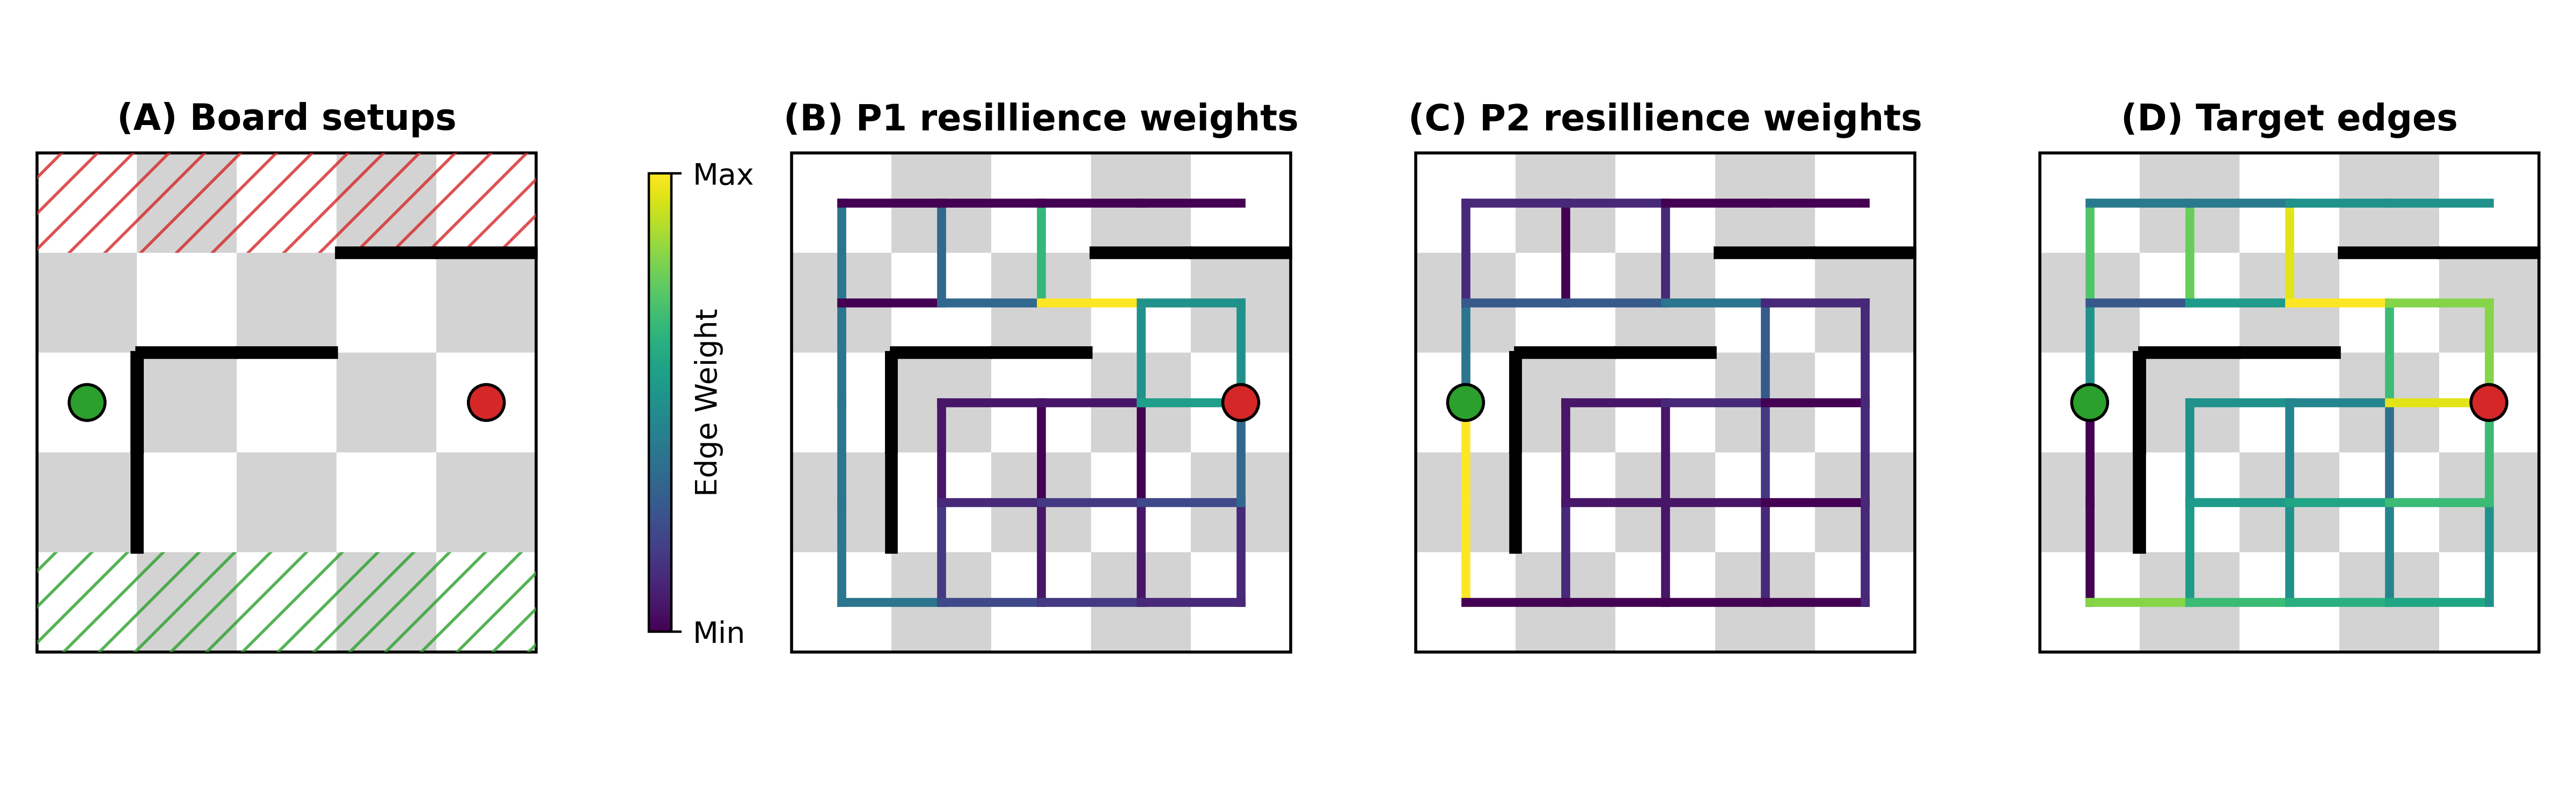 (A) Board setups
(B) P1 resillience weights
(C) P2 resillience weights
(D) Target edges
Max
Edge Weight
Min